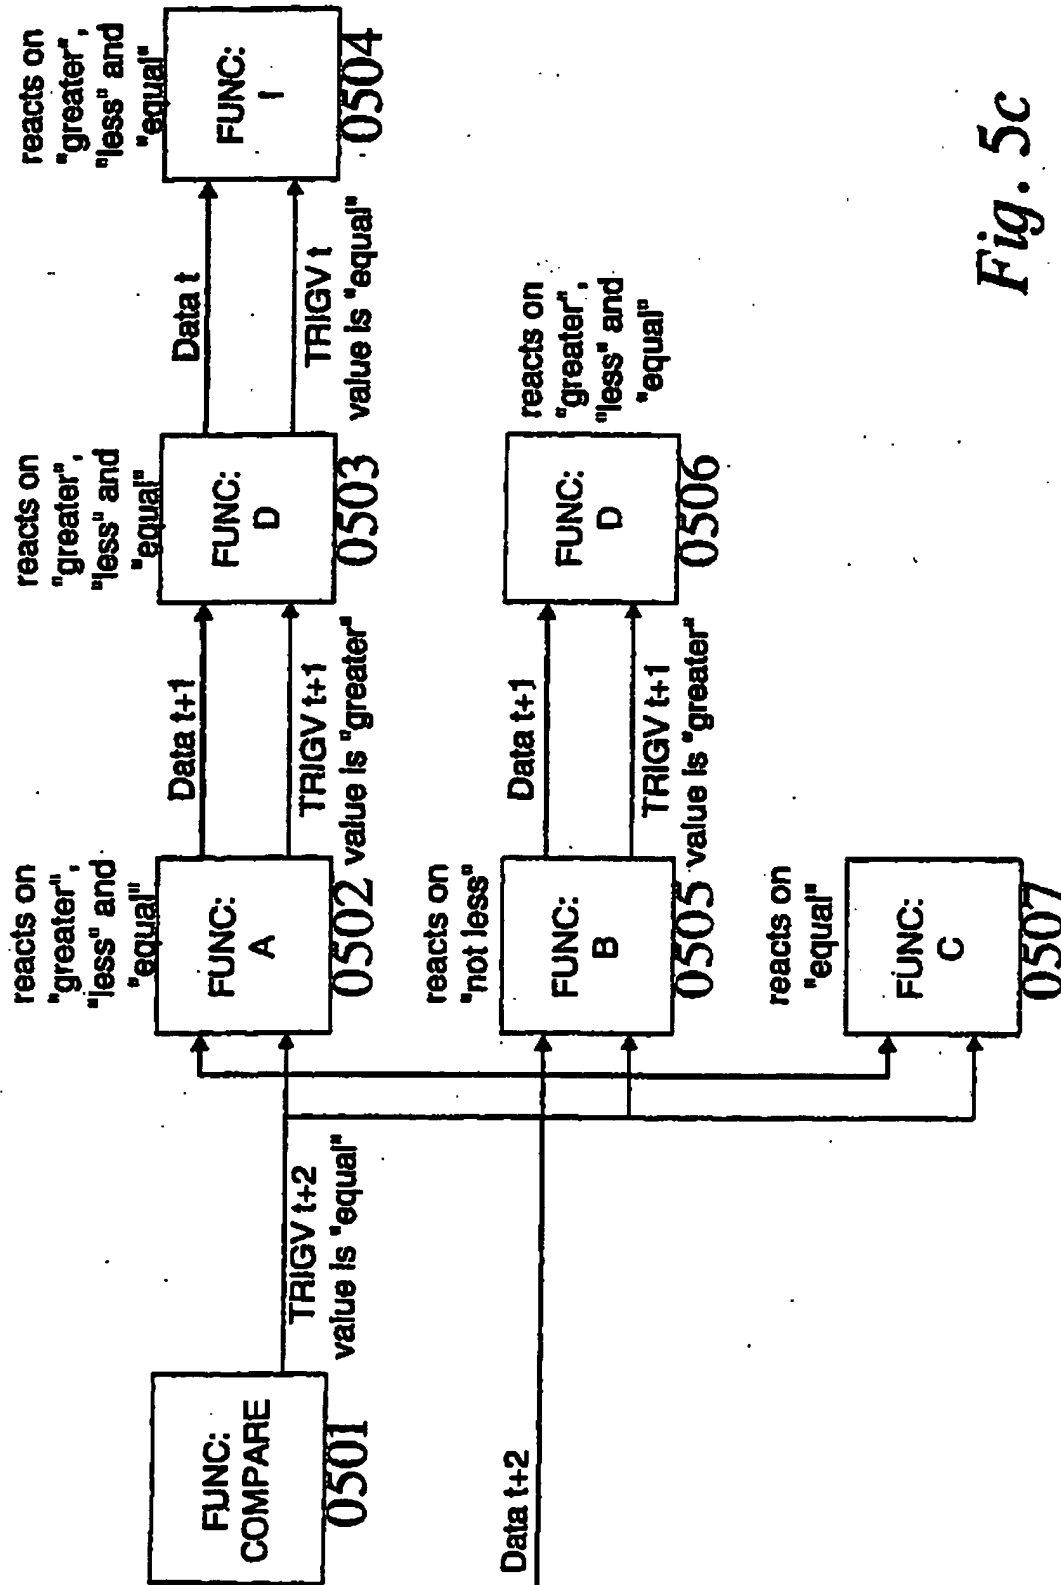 reacts on
"greater",
"less" and
"equal"
reacts on
"greater",
"less" and
"equal"
reacts on
"greater",
"less" and
"equal"
FUNC:
COMPARE
0501
TRIGV t+2
value is "equal"
FUNC:
A
0502
Data t+1
TRIGV t+1
value is "greater"
FUNC:
D
0503
Data t
TRIGV t
value is "equal"
FUNC:
I
0504
Data t+2
reacts on
"not less"
FUNC:
B
0505
Data t+1
TRIGV t+1
value is "greater"
FUNC:
D
0506
reacts on
"greater",
"less" and
"equal"
reacts on
"equal"
FUNC:
C
0507
Fig. 5c